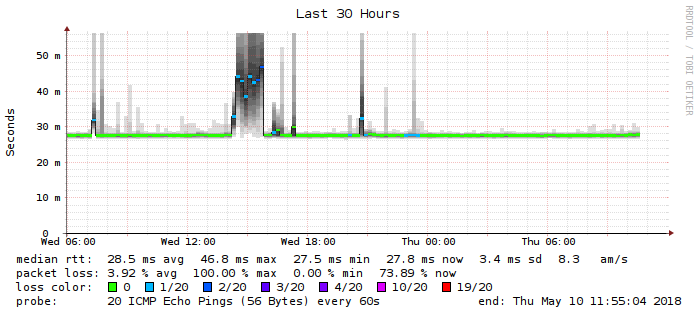 Last 30 Hours
RRDTOOL / TOBI OETIKER
Seconds
50 m
40 m
30 m
20 m
10 m
0
Wed 06:00 Wed 12:00 Wed 18:00 Thu 00:00 Thu 06:00
median rtt: 28.5 ms avg 46.8 ms max 27.5 ms min 27.8 ms now 3.4 ms sd 8.3 am/s
packet loss: 3.92 % avg 100.00 % max 0.00 % min 73.89 % now
loss color: 0 1/20 2/20 3/20 4/20 10/20 19/20
probe: 20 ICMP Echo Pings (56 Bytes) every 60s end: Thu May 10 11:55:04 2018